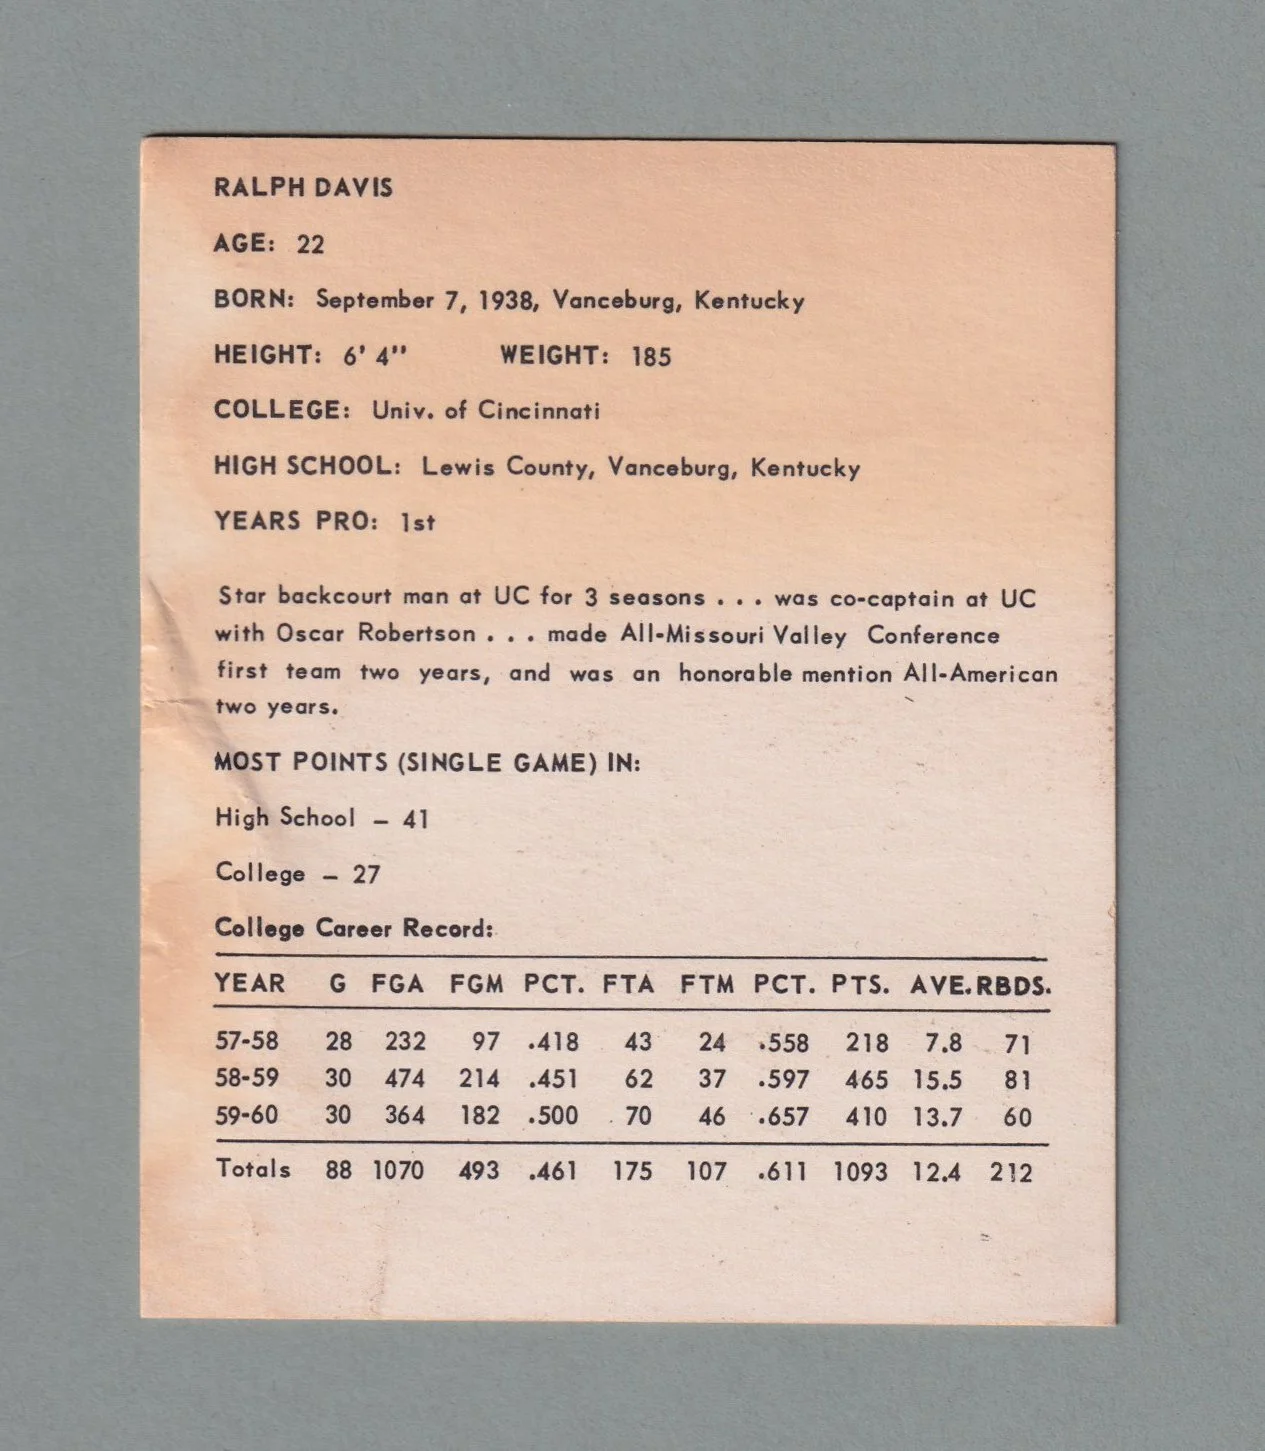 RALPH DAVIS
AGE: 22
BORN: September 7, 1938, Vanceburg, Kentucky
HEIGHT: 6' 4" WEIGHT: 185
COLLEGE: Univ. of Cincinnati
HIGH SCHOOL: Lewis County, Vanceburg, Kentucky
YEARS PRO: 1st
Star backcourt man at UC for 3 seasons . . . was co-captain at UC
with Oscar Robertson . . . made All-Missouri Valley Conference
first team two years, and was an honorable mention All-American
two years.
MOST POINTS (SINGLE GAME) IN:
High School – 41
College – 27
College Career Record:
YEAR G FGA FGM PCT. FTA FTM PCT. PTS. AVE. RBDS.
57-58 28 232 97 .418 43 24 .558 218 7.8 71
58-59 30 474 214 .451 62 37 .597 465 15.5 81
59-60 30 364 182 .500 70 46 .657 410 13.7 60
Totals 88 1070 493 .461 175 107 .611 1093 12.4 212